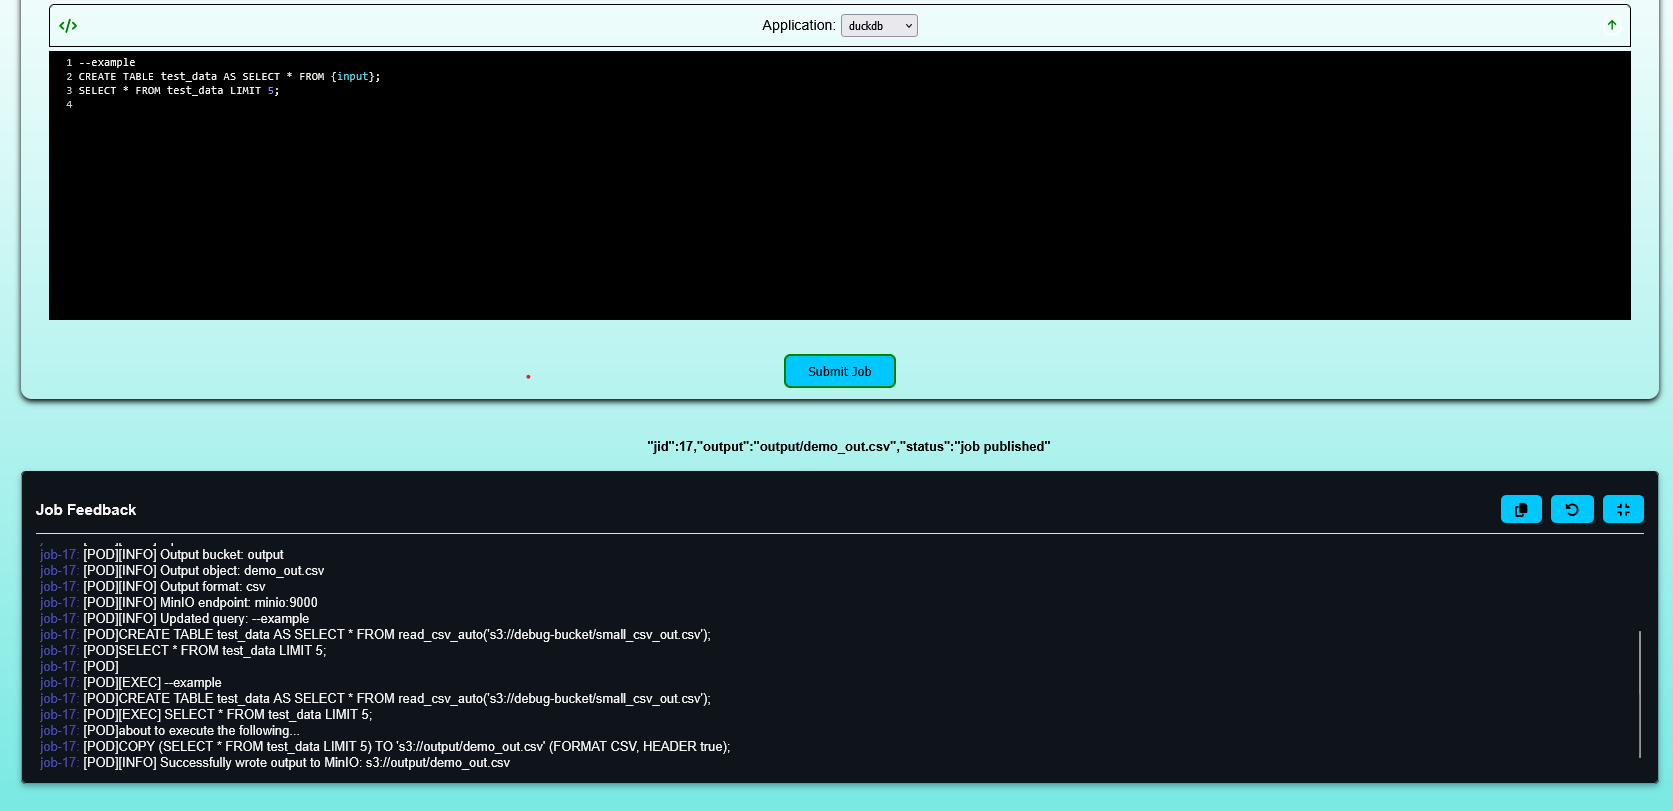 </> Application: duckdb
1 --example
2 CREATE TABLE test_data AS SELECT * FROM {input};
3 SELECT * FROM test_data LIMIT 5;
4
Submit Job
"jid":17,"output":"output/demo_out.csv","status":"job published"
Job Feedback
job-17: [POD][INFO] Output bucket: output
job-17: [POD][INFO] Output object: demo_out.csv
job-17: [POD][INFO] Output format: csv
job-17: [POD][INFO] MinIO endpoint: minio:9000
job-17: [POD][INFO] Updated query: --example
job-17: [POD]CREATE TABLE test_data AS SELECT * FROM read_csv_auto('s3://debug-bucket/small_csv_out.csv');
job-17: [POD]SELECT * FROM test_data LIMIT 5;
job-17: [POD]
job-17: [POD][EXEC] --example
job-17: [POD]CREATE TABLE test_data AS SELECT * FROM read_csv_auto('s3://debug-bucket/small_csv_out.csv');
job-17: [POD][EXEC] SELECT * FROM test_data LIMIT 5;
job-17: [POD]about to execute the following...
job-17: [POD]COPY (SELECT * FROM test_data LIMIT 5) TO 's3://output/demo_out.csv' (FORMAT CSV, HEADER true);
job-17: [POD][INFO] Successfully wrote output to MinIO: s3://output/demo_out.csv